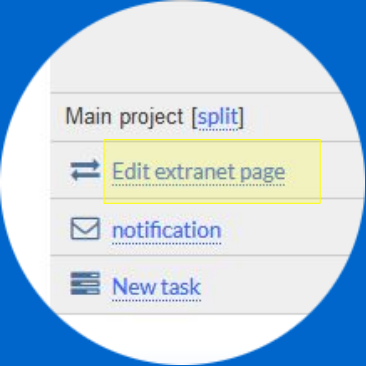 Main project [split]
Edit extranet page
notification
New task